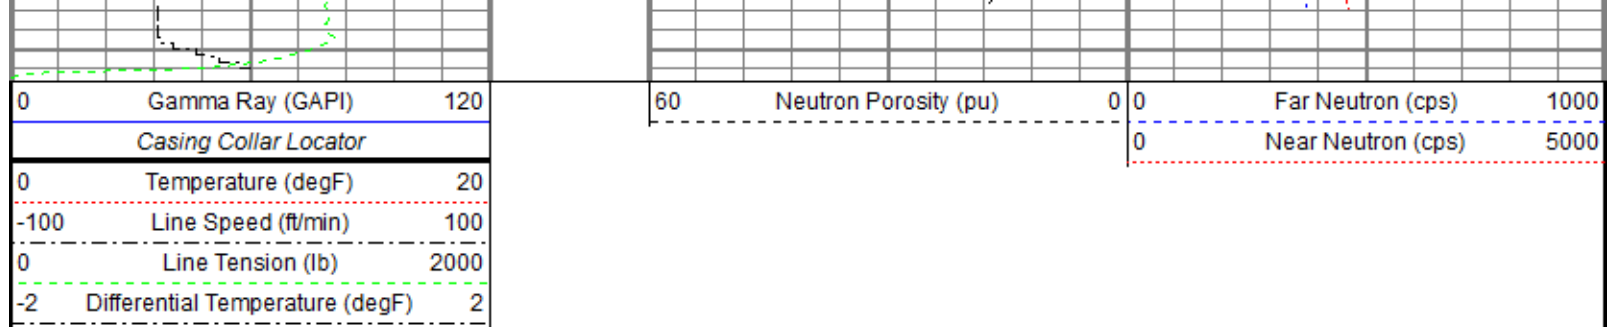 0 Gamma Ray (GAPI) 120
Casing Collar Locator
0 Temperature (degF) 20
-100 Line Speed (ft/min) 100
0 Line Tension (lb) 2000
-2 Differential Temperature (degF) 2
60 Neutron Porosity (pu) 0
0 Far Neutron (cps) 1000
0 Near Neutron (cps) 5000